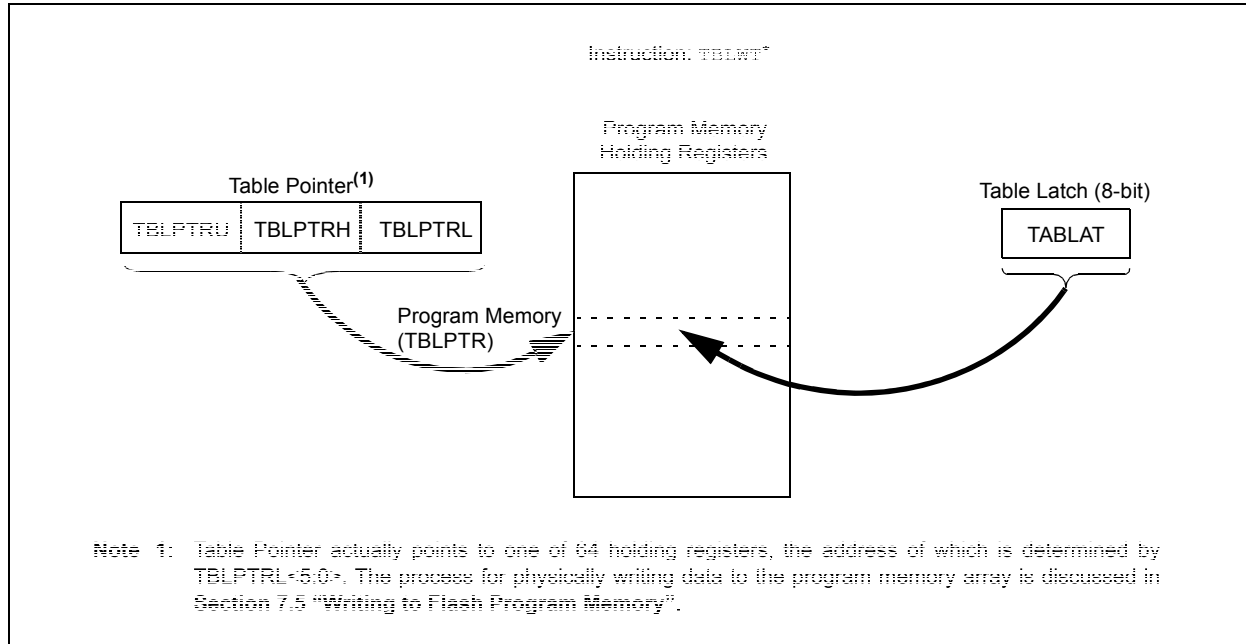 Instruction: TBLWT*
Program Memory
Holding Registers
Table Pointer(1)
Table Latch (8-bit)
TBLPTRU TBLPTRH TBLPTRL
TABLAT
Program Memory
(TBLPTR)
Note 1: Table Pointer actually points to one of 64 holding registers, the address of which is determined by
TBLPTRL<5:0>. The process for physically writing data to the program memory array is discussed in
Section 7.5 “Writing to Flash Program Memory”.